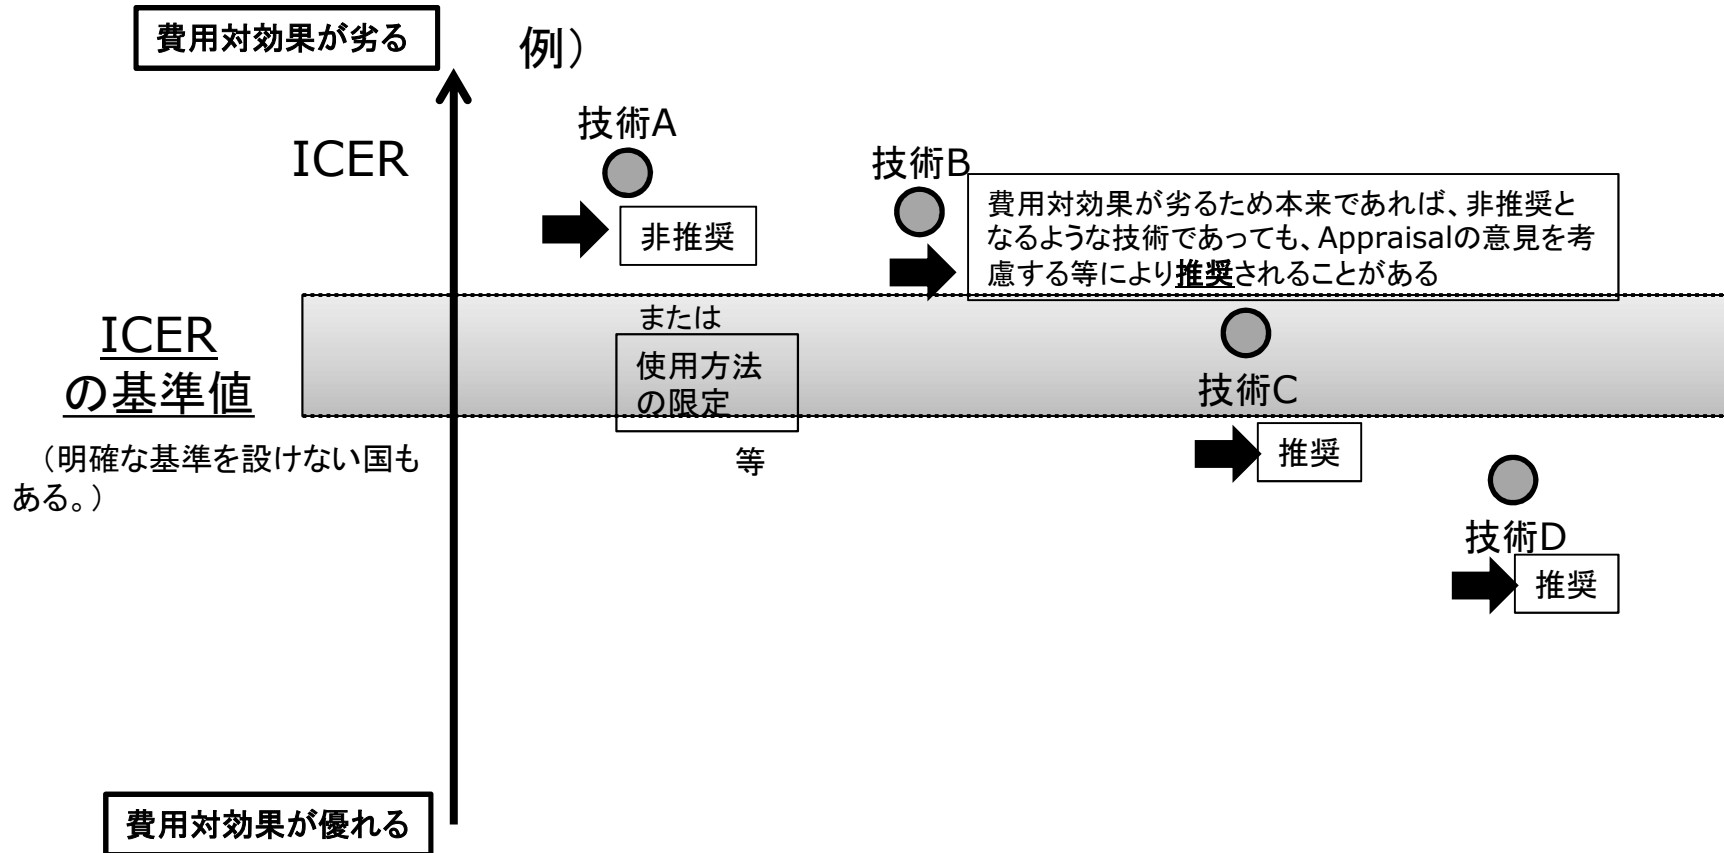 費用対効果が劣る
例）
ICER
技術A
非推奨
または
使用方法
の限定
等
技術B
費用対効果が劣るため本来であれば、非推奨と
なるような技術であっても、Appraisalの意見を考
慮する等により推奨されることがある
ICER
の基準値
（明確な基準を設けない国も
ある。）
技術C
推奨
技術D
推奨
費用対効果が優れる